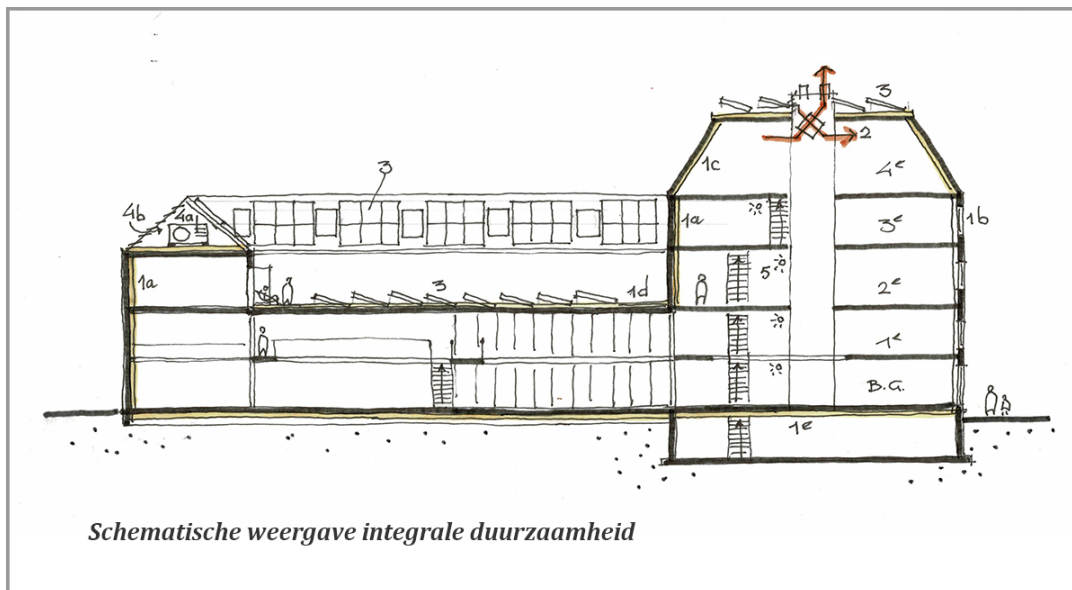 3
2
3
1c
4e
4b
4a
1a
3e
1b
1a
5
2e
3
1d
1e
B.G.
1e
Schematische weergave integrale duurzaamheid